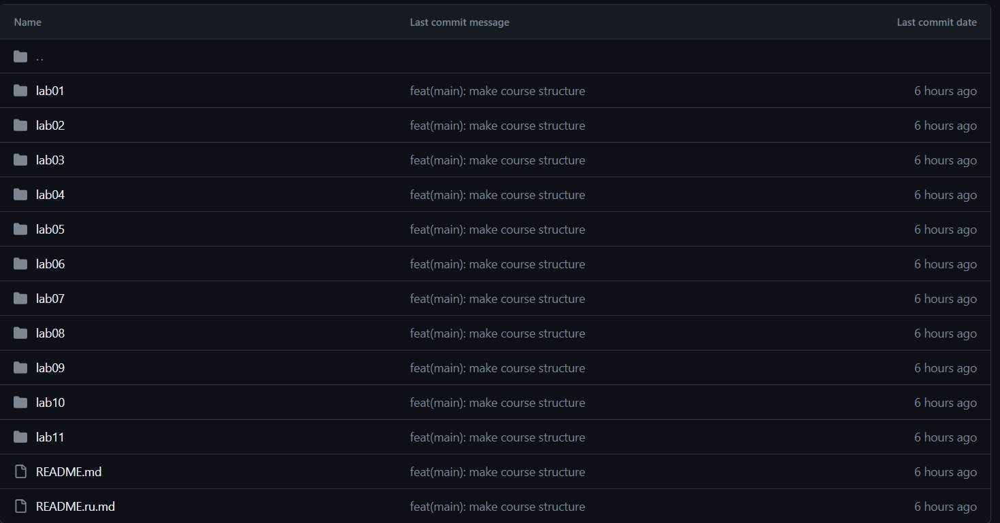 Name Last commit message Last commit date
..
lab01 feat(main): make course structure 6 hours ago
lab02 feat(main): make course structure 6 hours ago
lab03 feat(main): make course structure 6 hours ago
lab04 feat(main): make course structure 6 hours ago
lab05 feat(main): make course structure 6 hours ago
lab06 feat(main): make course structure 6 hours ago
lab07 feat(main): make course structure 6 hours ago
lab08 feat(main): make course structure 6 hours ago
lab09 feat(main): make course structure 6 hours ago
lab10 feat(main): make course structure 6 hours ago
lab11 feat(main): make course structure 6 hours ago
README.md feat(main): make course structure 6 hours ago
README.ru.md feat(main): make course structure 6 hours ago